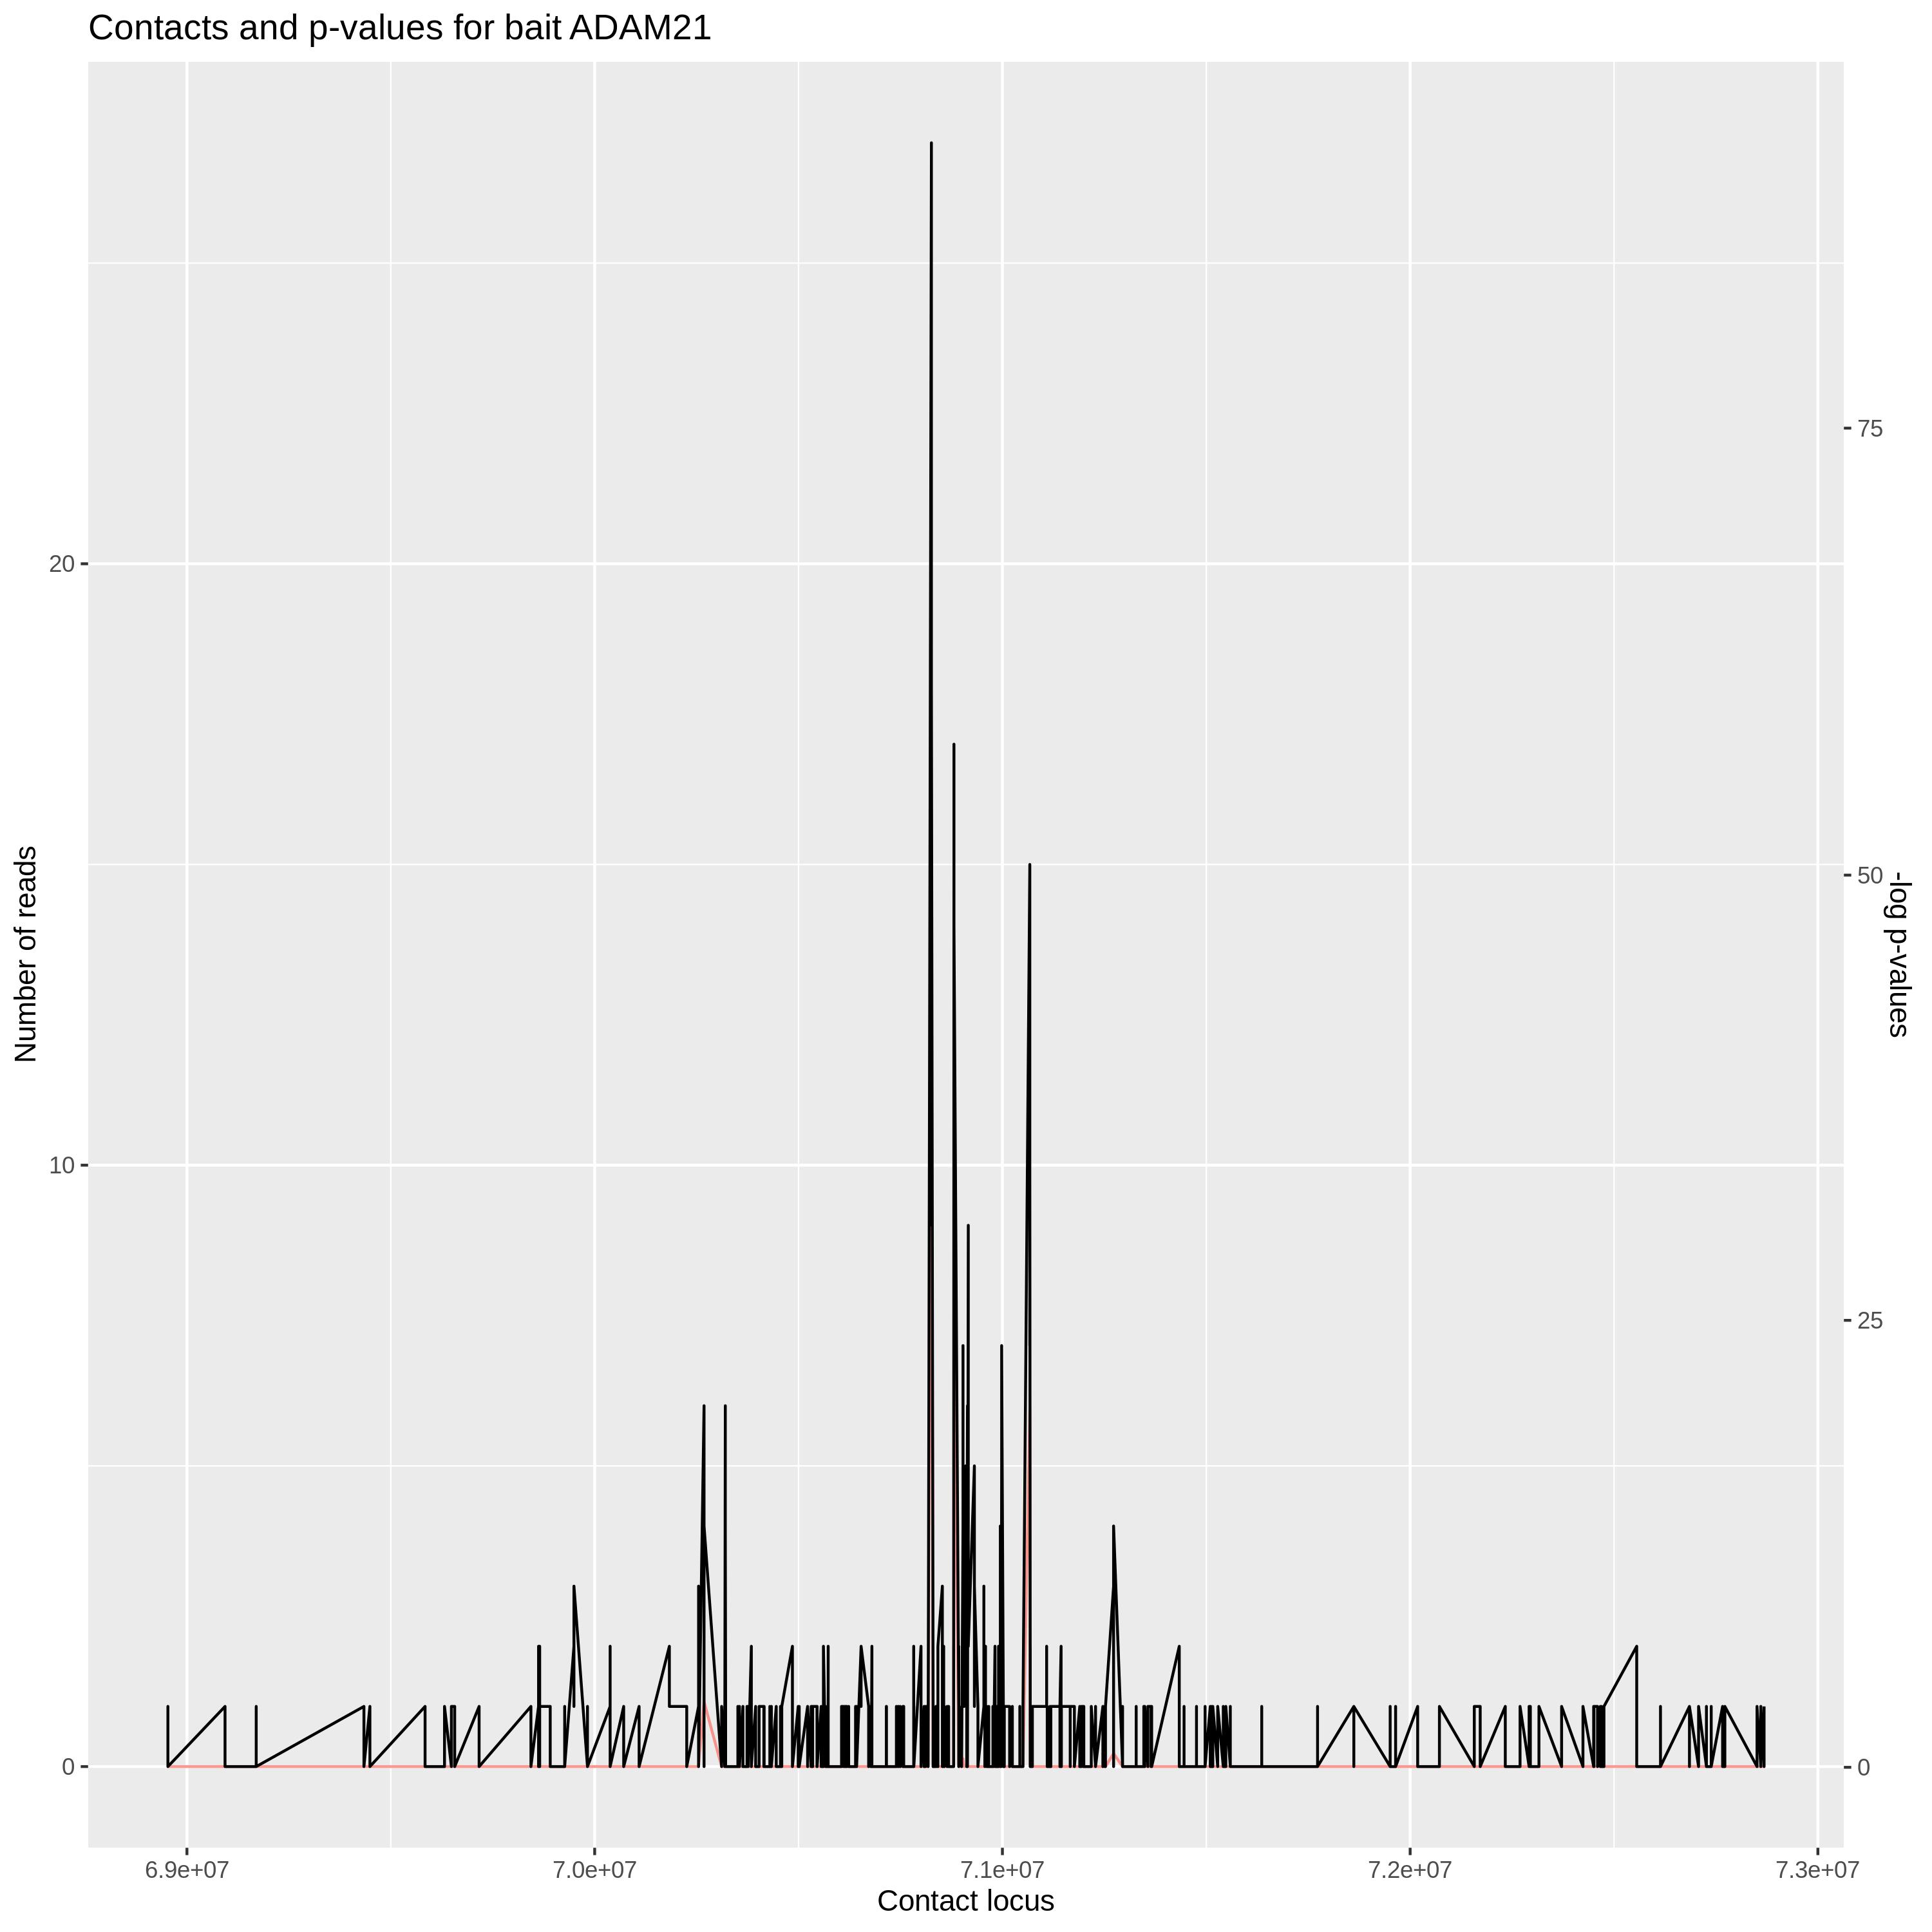 Contacts and p-values for bait ADAM21
Number of reads
20
10
0
-log p-values
75
50
25
0
6.9e+07
7.0e+07
7.1e+07
7.2e+07
7.3e+07
Contact locus